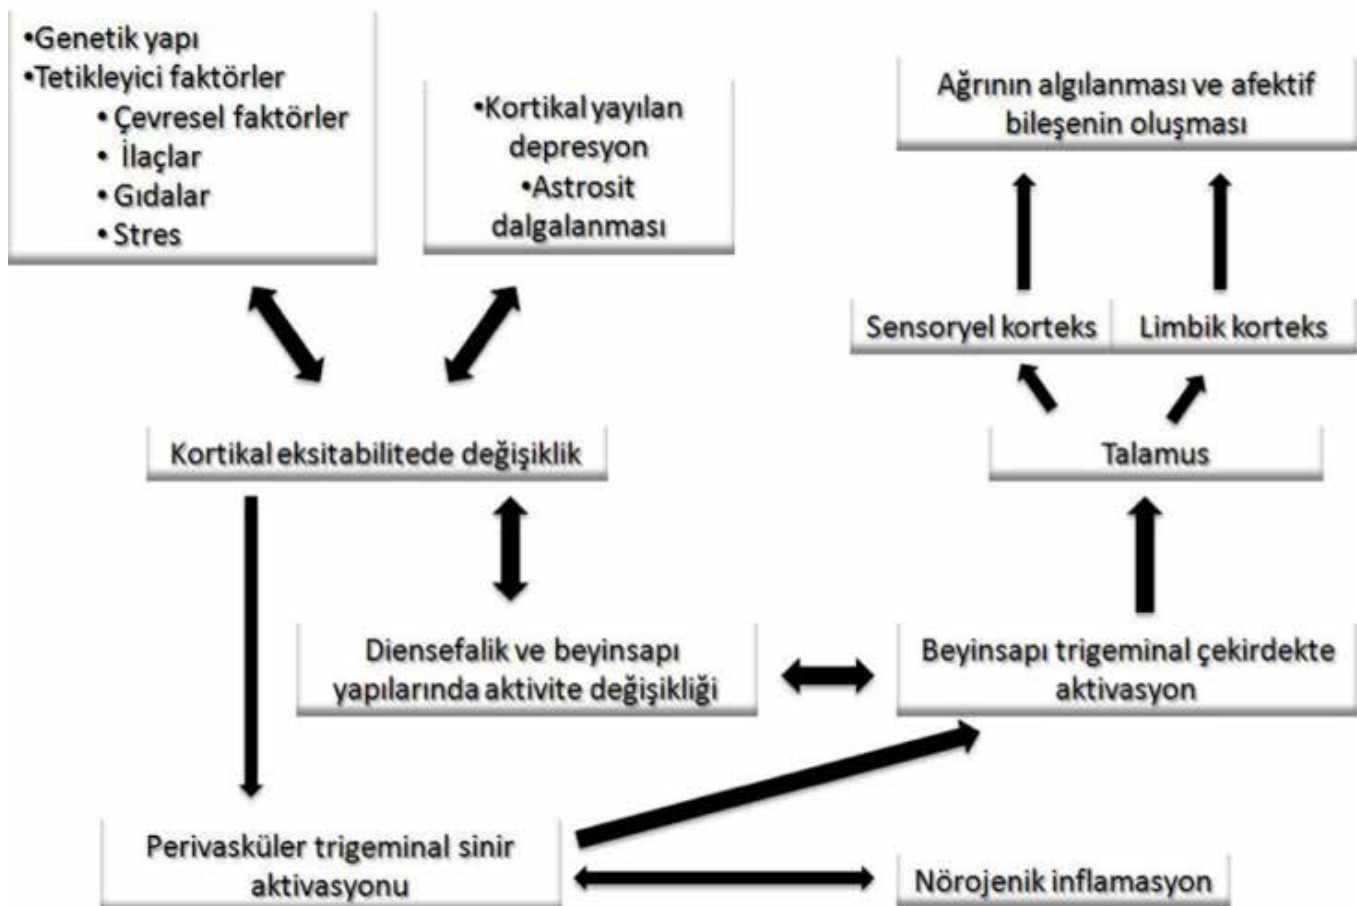 •Genetik yapı
•Tetikleyici faktörler
• Çevresel faktörler
• İlaçlar
• Gıdalar
• Stres
•Kortikal yayılan
depresyon
•Astrosit
dalgalanması
Ağrının algılanması ve afektif
bileşenin oluşması
Sensoryel korteks
Limbik korteks
Kortikal eksitabilitede değişiklik
Talamus
Diensefalik ve beyinsapı
yapılarında aktivite değişikliği
Beyinsapı trigeminal çekirdekte
aktivasyon
Perivasküler trigeminal sinir
aktivasyonu
Nörojenik inflamasyon